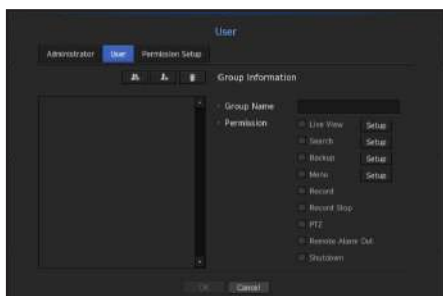 User
Administrator User Permission Setup
Group Information
Group Name
Permission
Live View Setup
Search Setup
Backup Setup
Menu Setup
Record
Record Stop
PTZ
Remote Alarm Out
Shutdown
OK Cancel